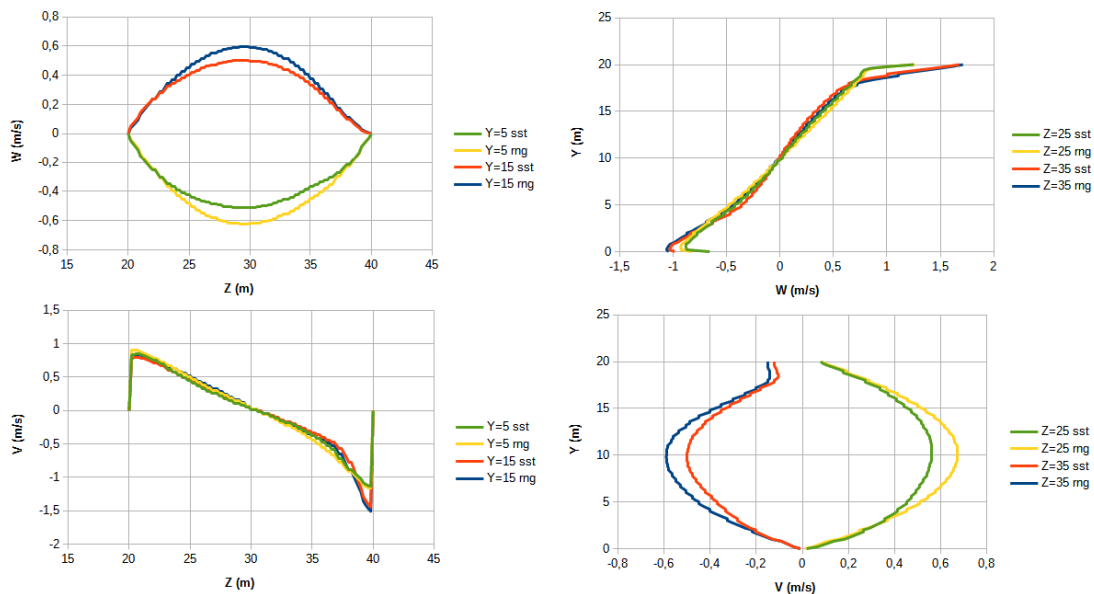 0,8
0,6
0,4
0,2
0
-0,2
-0,4
-0,6
-0,8
W (m/s)
15 20 25 30 35 40 45
Z (m)
Y=5 sst
Y=5 rng
Y=15 sst
Y=15 rng
25
20
15
10
5
0
Y (m)
-1,5 -1 -0,5 0 0,5 1 1,5 2
W (m/s)
Z=25 sst
Z=25 rng
Z=35 sst
Z=35 rng
1,5
1
0,5
0
-0,5
-1
-1,5
-2
V (m/s)
15 20 25 30 35 40 45
Z (m)
Y=5 sst
Y=5 rng
Y=15 sst
Y=15 rng
25
20
15
10
5
0
Y (m)
-0,8 -0,6 -0,4 -0,2 0 0,2 0,4 0,6 0,8
V (m/s)
Z=25 sst
Z=25 rng
Z=35 sst
Z=35 rng